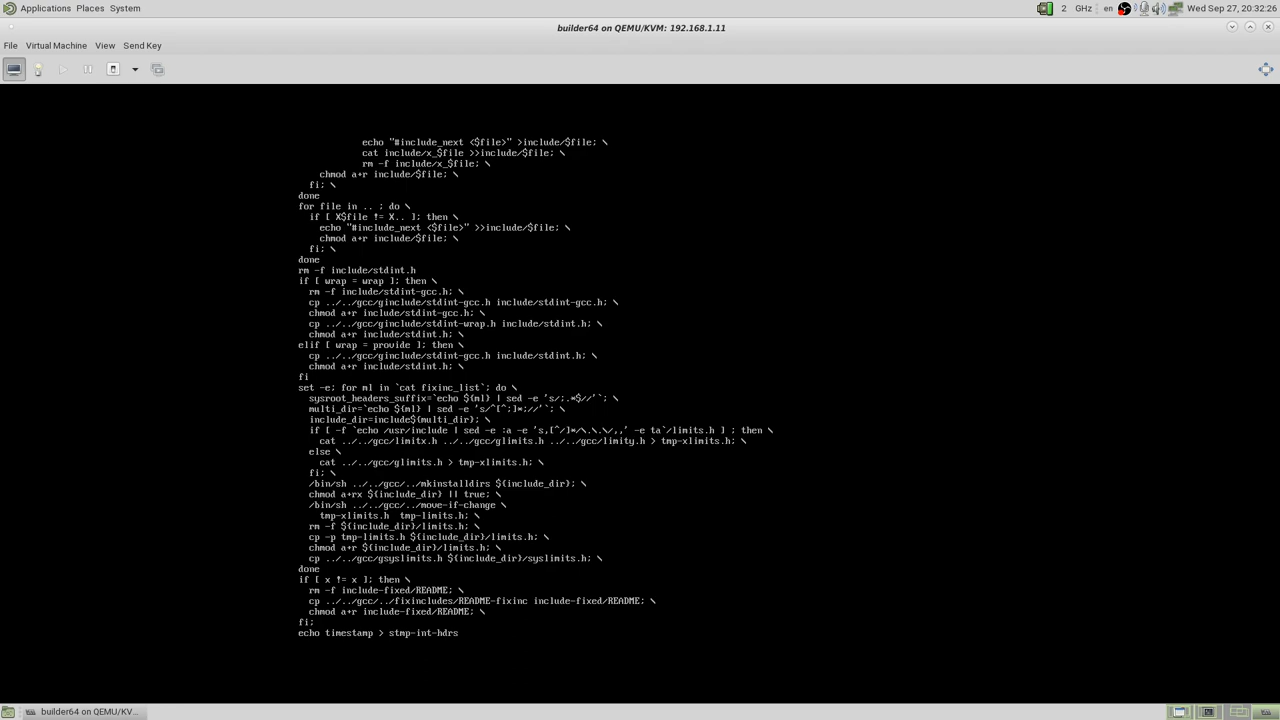 Applications Places System 2 GHz en Wed Sep 27, 20:32:26
builder64 on QEMU/KVM: 192.168.1.11
File Virtual Machine View Send Key
echo "#include_next <$file>" >include/$file; \
cat include/x_$file >>include/$file; \
rm -f include/x_$file; \
chmod a+r include/$file; \
fi; \
done
for file in .. ; do \
if [ X$file != X.. ]; then \
echo "#include_next <$file>" >>include/$file; \
chmod a+r include/$file; \
fi; \
done
rm -f include/stdint.h
if [ wrap = wrap ]; then \
rm -f include/stdint-gcc.h; \
cp ../../gcc/ginclude/stdint-gcc.h include/stdint-gcc.h; \
chmod a+r include/stdint-gcc.h; \
cp ../../gcc/ginclude/stdint-wrap.h include/stdint.h; \
chmod a+r include/stdint.h; \
elif [ wrap = provide ]; then \
cp ../../gcc/ginclude/stdint-gcc.h include/stdint.h; \
chmod a+r include/stdint.h; \
fi
set -e; for ml in `cat fixinc_list`; do \
sysroot_headers_suffix=`echo ${ml} | sed -e 's/;.*$//'`; \
multi_dir=`echo ${ml} | sed -e 's/^[^;]*;//'`; \
include_dir=include${multi_dir}; \
if [ -f `echo /usr/include | sed -e :a -e 's,[^/]*/\.\.\/,,' -e ta`/limits.h ] ; then \
cat ../../gcc/limitx.h ../../gcc/glimits.h ../../gcc/limity.h > tmp-xlimits.h; \
else \
cat ../../gcc/glimits.h > tmp-xlimits.h; \
fi; \
/bin/sh ../../gcc/../mkinstalldirs ${include_dir}; \
chmod a+rx ${include_dir} || true; \
/bin/sh ../../gcc/../move-if-change \
tmp-xlimits.h tmp-limits.h; \
rm -f ${include_dir}/limits.h; \
cp -p tmp-limits.h ${include_dir}/limits.h; \
chmod a+r ${include_dir}/limits.h; \
cp ../../gcc/gsyslimits.h ${include_dir}/syslimits.h; \
done
if [ x != x ]; then \
rm -f include-fixed/README; \
cp ../../gcc/../fixincludes/README-fixinc include-fixed/README; \
chmod a+r include-fixed/README; \
fi;
echo timestamp > stmp-int-hdrs
builder64 on QEMU/KV...